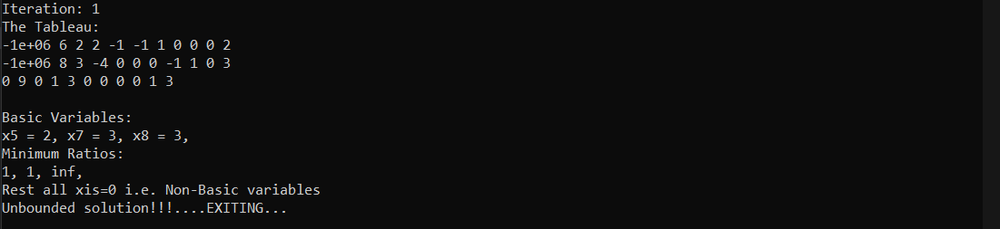 Iteration: 1
The Tableau:
-1e+06 6 2 2 -1 -1 1 0 0 0 2
-1e+06 8 3 -4 0 0 0 -1 1 0 3
0 9 0 1 3 0 0 0 0 1 3
Basic Variables:
x5 = 2, x7 = 3, x8 = 3,
Minimum Ratios:
1, 1, inf,
Rest all xis=0 i.e. Non-Basic variables
Unbounded solution!!!....EXITING...